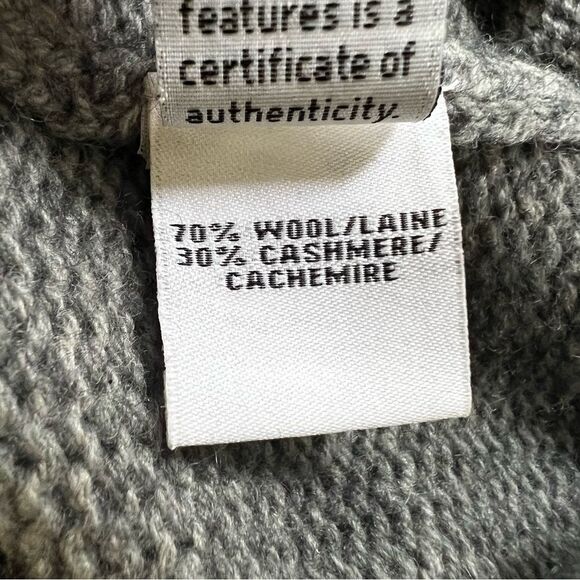 features is a
certificate of
authenticity.
70% WOOL/LAINE
30% CASHMERE/
CACHEMIRE